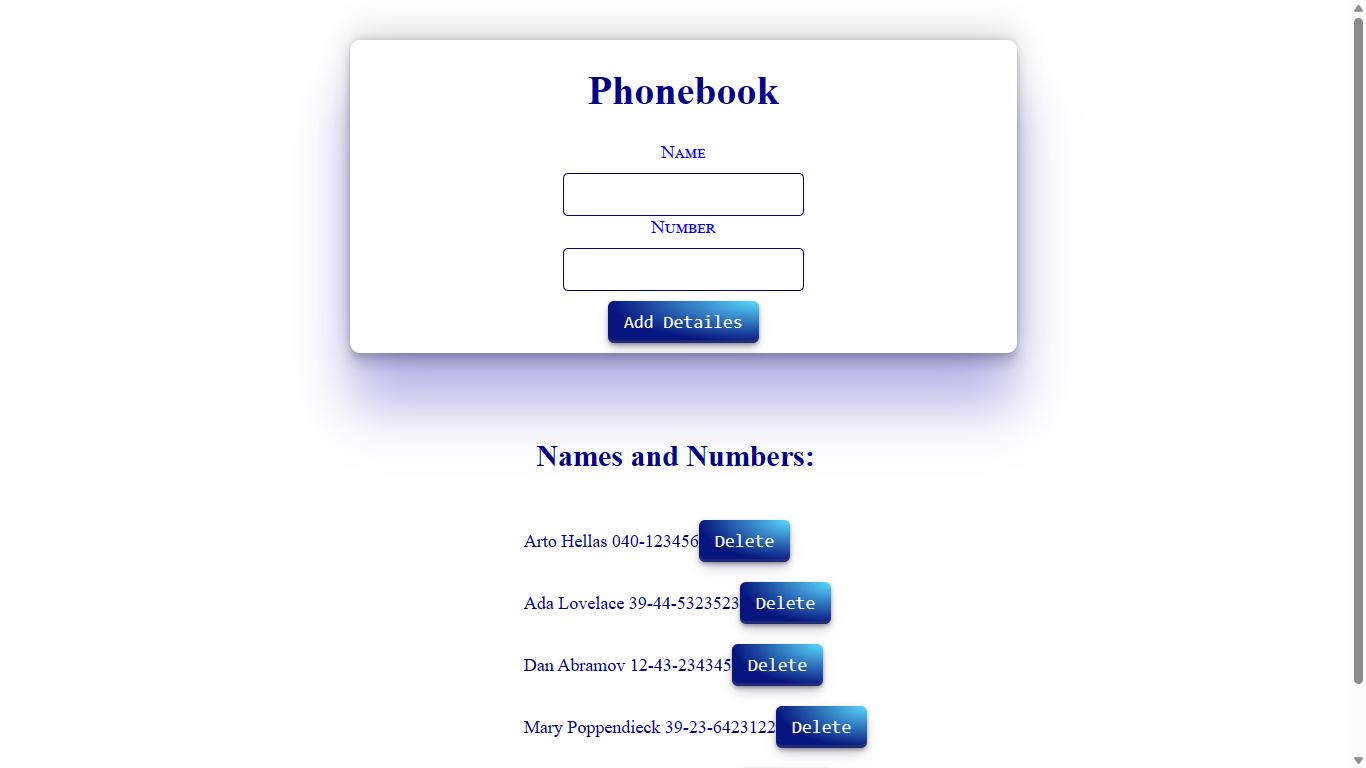 Phonebook
Name
Number
Add Detailes
Names and Numbers:
Arto Hellas 040-123456 Delete
Ada Lovelace 39-44-5323523 Delete
Dan Abramov 12-43-234345 Delete
Mary Poppendieck 39-23-6423122 Delete